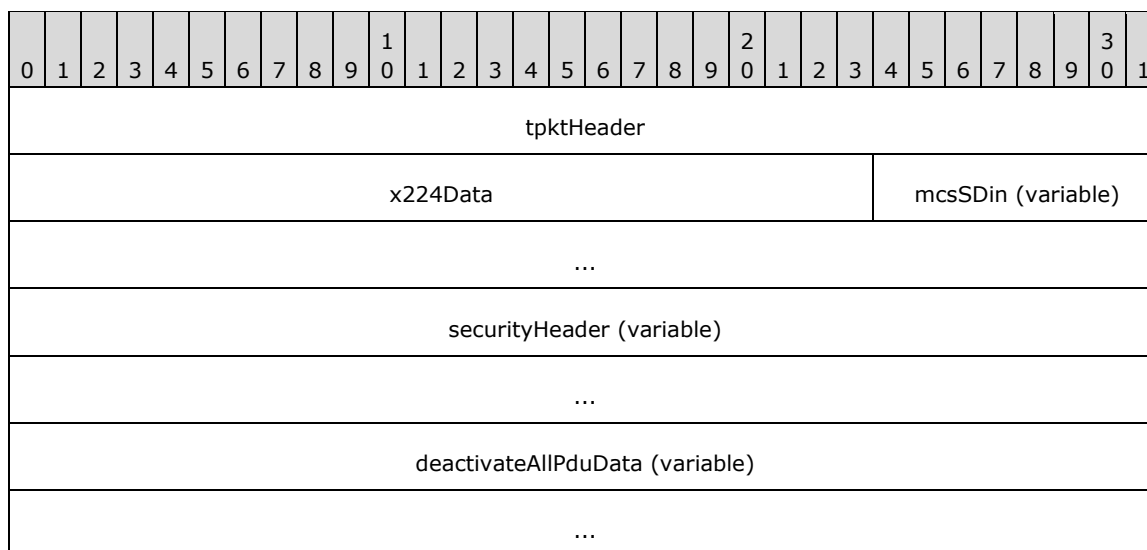 1 2 3
0 1 2 3 4 5 6 7 8 9 0 1 2 3 4 5 6 7 8 9 0 1 2 3 4 5 6 7 8 9 0 1
tpktHeader
x224Data mcsSDin (variable)
...
securityHeader (variable)
...
deactivateAllPduData (variable)
...